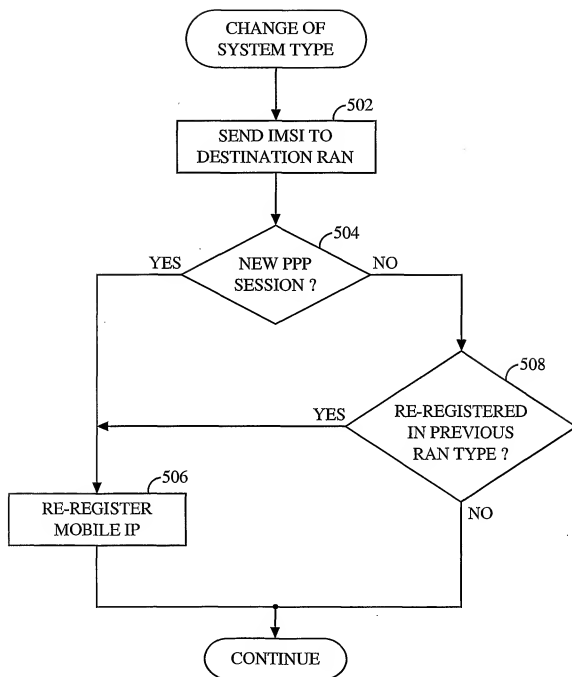 CHANGE OF
SYSTEM TYPE
502
SEND IMSI TO
DESTINATION RAN
504
YES
NEW PPP
SESSION ?
NO
508
YES
RE-REGISTERED
IN PREVIOUS
RAN TYPE ?
506
RE-REGISTER
MOBILE IP
NO
CONTINUE